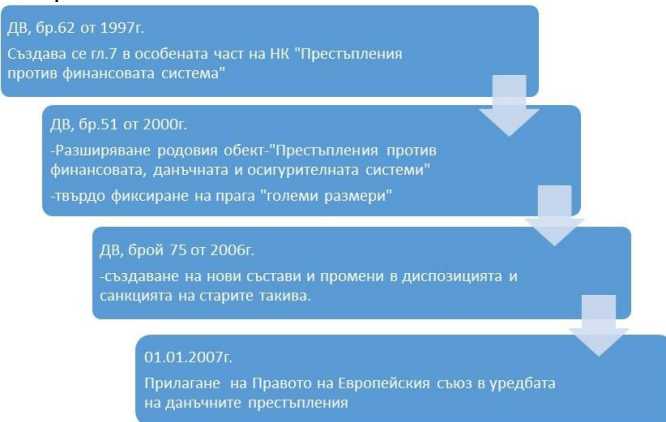 ДВ, бр.62 от 1997г.
Създава се гл.7 в особената част на НК "Престъпления
против финансовата система"
ДВ, бр.51 от 2000г.
-Разширяване родовия обект-"Престъпления против
финансовата, данъчната и осигурителната системи"
-твърдо фиксиране на прага "големи размери"
ДВ, брой 75 от 2006г.
-създаване на нови състави и промени в диспозицията и
санкцията на старите такива.
01.01.2007г.
Прилагане на Правото на Европейския съюз в уредбата
на данъчните престъпления